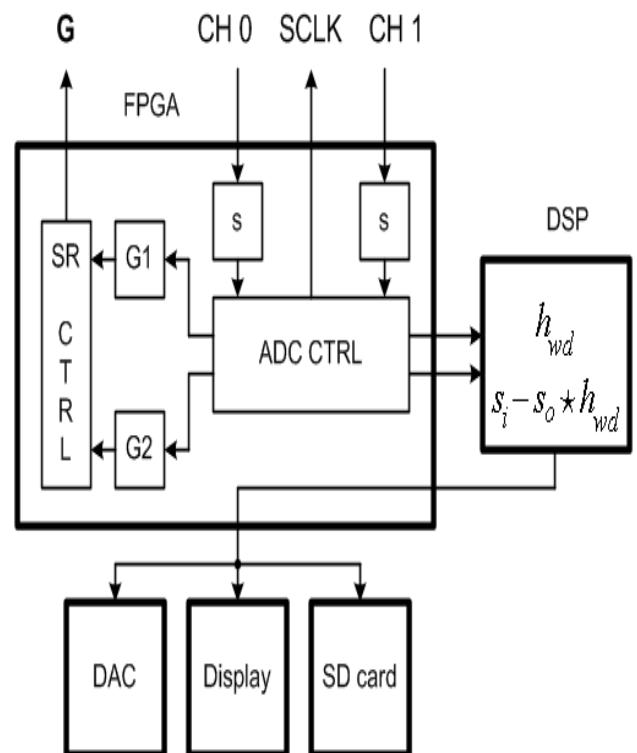 G CH 0 SCLK CH 1
FPGA
s s
DSP
SR
C
T
R
L
G1
G2
ADC CTRL
h_wd
s_i - s_o ⋆ h_wd
DAC Display SD card